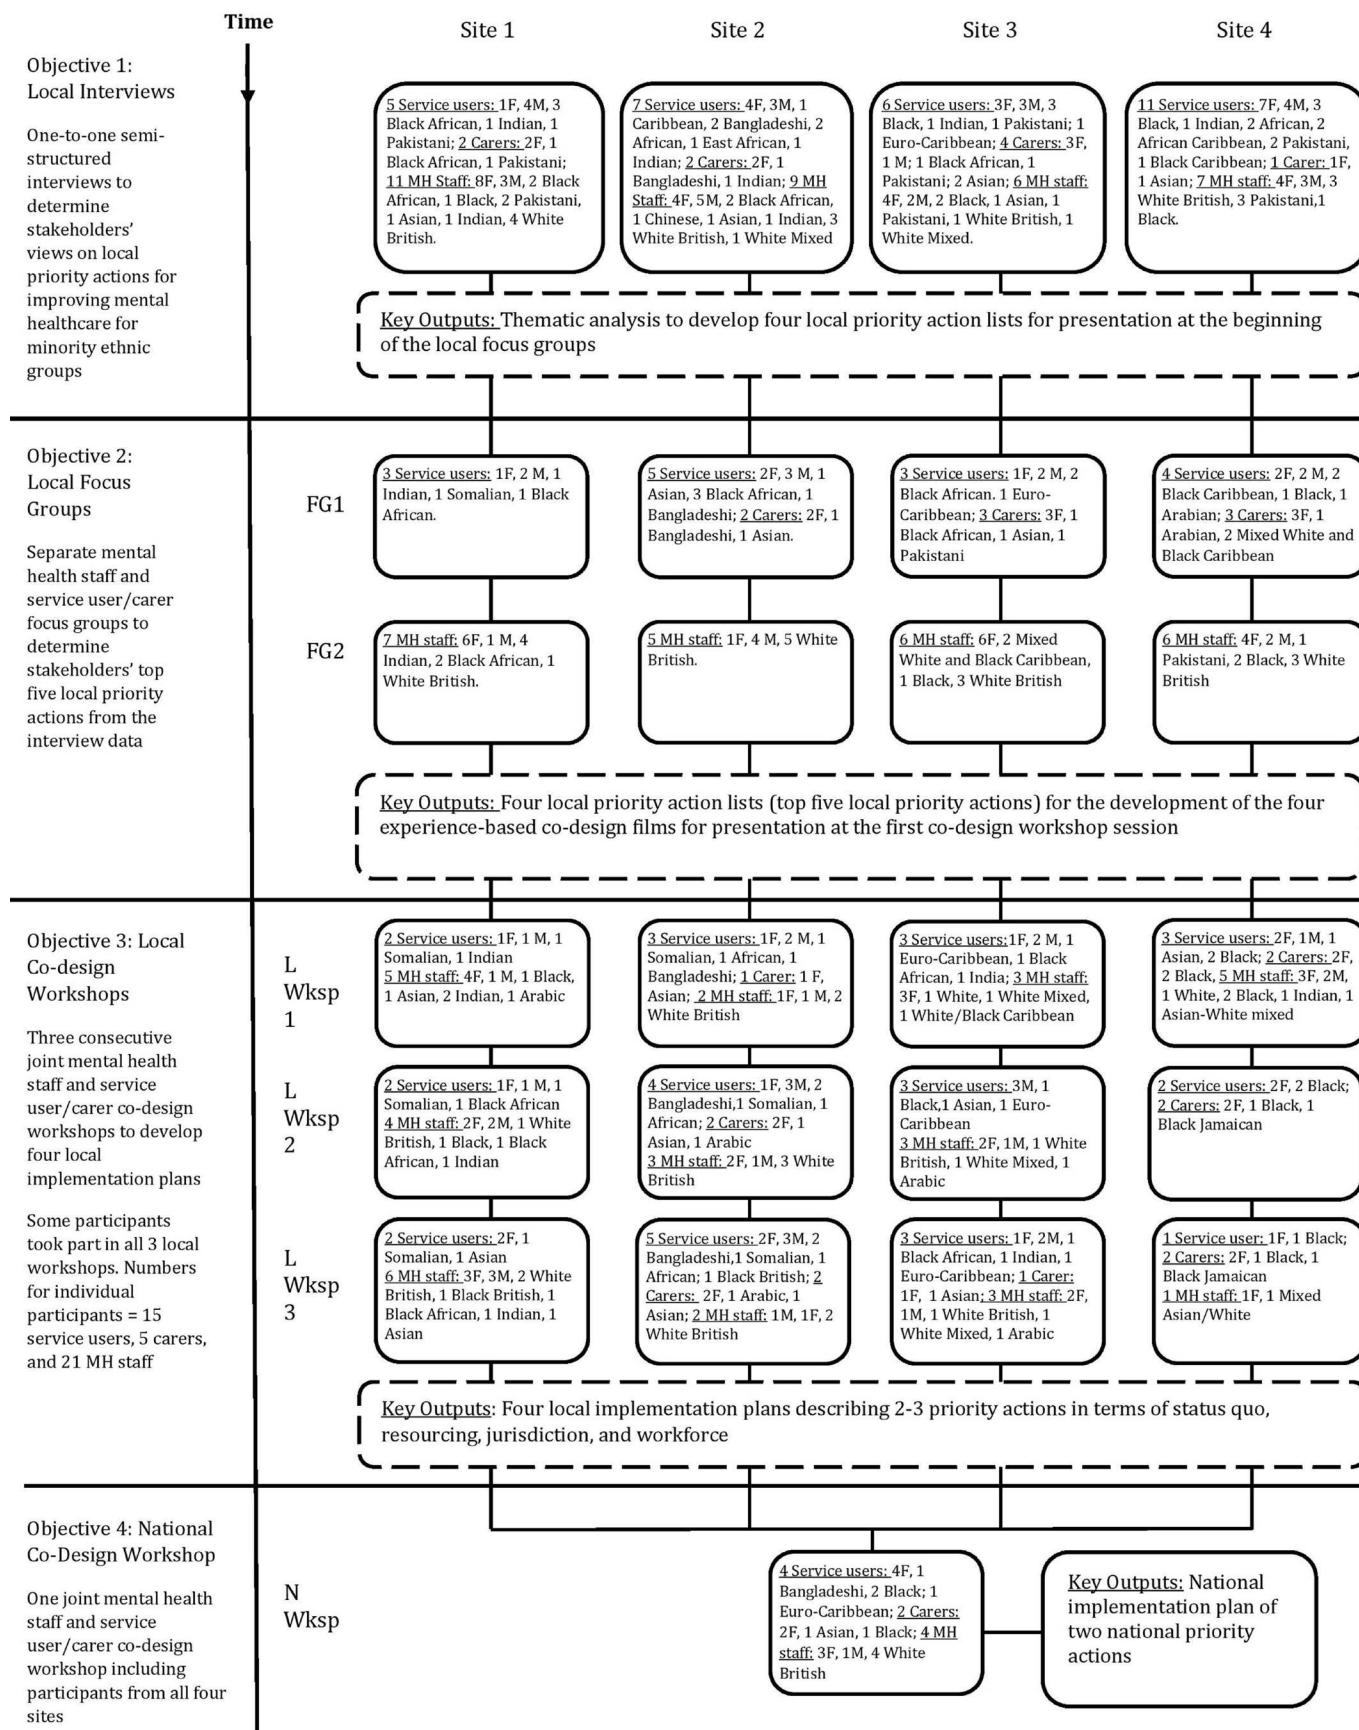 Time
Site 1
Site 2
Site 3
Site 4
Objective 1:
Local Interviews
One-to-one semi-
structured
interviews to
determine
stakeholders'
views on local
priority actions for
improving mental
healthcare for
minority ethnic
groups
5 Service users: 1F, 4M, 3
Black African, 1 Indian, 1
Pakistani; 2 Carers: 2F, 1
Black African, 1 Pakistani;
11 MH Staff: 8F, 3M, 2 Black
African, 1 Black, 2 Pakistani,
1 Asian, 1 Indian, 4 White
British.
7 Service users: 4F, 3M, 1
Caribbean, 2 Bangladeshi, 2
African, 1 East African, 1
Indian; 2 Carers: 2F, 1
Bangladeshi, 1 Indian; 9 MH
Staff: 4F, 5M, 2 Black African,
1 Chinese, 1 Asian, 1 Indian, 3
White British, 1 White Mixed
6 Service users: 3F, 3M, 3
Black, 1 Indian, 1 Pakistani; 1
Euro-Caribbean; 4 Carers: 3F,
1 M; 1 Black African, 1
Pakistani; 2 Asian; 6 MH staff:
4F, 2M, 2 Black, 1 Asian, 1
Pakistani, 1 White British, 1
White Mixed.
11 Service users: 7F, 4M, 3
Black, 1 Indian, 2 African, 2
African Caribbean, 2 Pakistani,
1 Black Caribbean; 1 Carer: 1F,
1 Asian; 7 MH staff: 4F, 3M, 3
White British, 3 Pakistani,1
Black.
Key Outputs: Thematic analysis to develop four local priority action lists for presentation at the beginning
of the local focus groups
Objective 2:
Local Focus
Groups
Separate mental
health staff and
service user/carer
focus groups to
determine
stakeholders' top
five local priority
actions from the
interview data
FG1
3 Service users: 1F, 2 M, 1
Indian, 1 Somalian, 1 Black
African.
5 Service users: 2F, 3 M, 1
Asian, 3 Black African, 1
Bangladeshi; 2 Carers: 2F, 1
Bangladeshi, 1 Asian.
3 Service users: 1F, 2 M, 2
Black African. 1 Euro-
Caribbean; 3 Carers: 3F, 1
Black African, 1 Asian, 1
Pakistani
4 Service users: 2F, 2 M, 2
Black Caribbean, 1 Black, 1
Arabian; 3 Carers: 3F, 1
Arabian, 2 Mixed White and
Black Caribbean
FG2
7 MH staff: 6F, 1 M, 4
Indian, 2 Black African, 1
White British.
5 MH staff: 1F, 4 M, 5 White
British.
6 MH staff: 6F, 2 Mixed
White and Black Caribbean,
1 Black, 3 White British
6 MH staff: 4F, 2 M, 1
Pakistani, 2 Black, 3 White
British
Key Outputs: Four local priority action lists (top five local priority actions) for the development of the four
experience-based co-design films for presentation at the first co-design workshop session
Objective 3: Local
Co-design
Workshops
Three consecutive
joint mental health
staff and service
user/carer co-design
workshops to develop
four local
implementation plans
Some participants
took part in all 3 local
workshops. Numbers
for individual
participants = 15
service users, 5 carers,
and 21 MH staff
L
Wksp
1
2 Service users: 1F, 1 M, 1
Somalian, 1 Indian
5 MH staff: 4F, 1 M, 1 Black,
1 Asian, 2 Indian, 1 Arabic
3 Service users: 1F, 2 M, 1
Somalian, 1 African, 1
Bangladeshi; 1 Carer: 1 F,
Asian; 2 MH staff: 1F, 1 M, 2
White British
3 Service users:1F, 2 M, 1
Euro-Caribbean, 1 Black
African, 1 India; 3 MH staff:
3F, 1 White, 1 White Mixed,
1 White/Black Caribbean
3 Service users: 2F, 1M, 1
Asian, 2 Black; 2 Carers: 2F,
2 Black, 5 MH staff: 3F, 2M,
1 White, 2 Black, 1 Indian, 1
Asian-White mixed
L
Wksp
2
2 Service users: 1F, 1 M, 1
Somalian, 1 Black African
4 MH staff: 2F, 2M, 1 White
British, 1 Black, 1 Black
African, 1 Indian
4 Service users: 1F, 3M, 2
Bangladeshi,1 Somalian, 1
African; 2 Carers: 2F, 1
Asian, 1 Arabic
3 MH staff: 2F, 1M, 3 White
British
3 Service users: 3M, 1
Black,1 Asian, 1 Euro-
Caribbean
3 MH staff: 2F, 1M, 1 White
British, 1 White Mixed, 1
Arabic
2 Service users: 2F, 2 Black;
2 Carers: 2F, 1 Black, 1
Black Jamaican
L
Wksp
3
2 Service users: 2F, 1
Somalian, 1 Asian
6 MH staff: 3F, 3M, 2 White
British, 1 Black British, 1
Black African, 1 Indian, 1
Asian
5 Service users: 2F, 3M, 2
Bangladeshi,1 Somalian, 1
African; 1 Black British; 2
Carers: 2F, 1 Arabic, 1
Asian; 2 MH staff: 1M, 1F, 2
White British
3 Service users: 1F, 2M, 1
Black African, 1 Indian, 1
Euro-Caribbean; 1 Carer:
1F, 1 Asian; 3 MH staff: 2F,
1M, 1 White British, 1
White Mixed, 1 Arabic
1 Service user: 1F, 1 Black;
2 Carers: 2F, 1 Black, 1
Black Jamaican
1 MH staff: 1F, 1 Mixed
Asian/White
Key Outputs: Four local implementation plans describing 2-3 priority actions in terms of status quo,
resourcing, jurisdiction, and workforce
Objective 4: National
Co-Design Workshop
One joint mental health
staff and service
user/carer co-design
workshop including
participants from all four
sites
N
Wksp
4 Service users: 4F, 1
Bangladeshi, 2 Black; 1
Euro-Caribbean; 2 Carers:
2F, 1 Asian, 1 Black; 4 MH
staff: 3F, 1M, 4 White
British
Key Outputs: National
implementation plan of
two national priority
actions